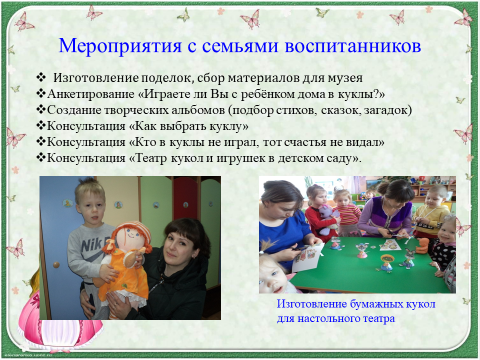 Мероприятия с семьями воспитанников
❖ Изготовление поделок, сбор материалов для музея
❖Анкетирование «Играете ли Вы с ребёнком дома в куклы?»
❖Создание творческих альбомов (подбор стихов, сказок, загадок)
❖Консультация «Как выбрать куклу»
❖Консультация «Кто в куклы не играл, тот счастья не видал»
❖Консультация «Театр кукол и игрушек в детском саду».
NIKE
Изготовление бумажных кукол
для настольного театра